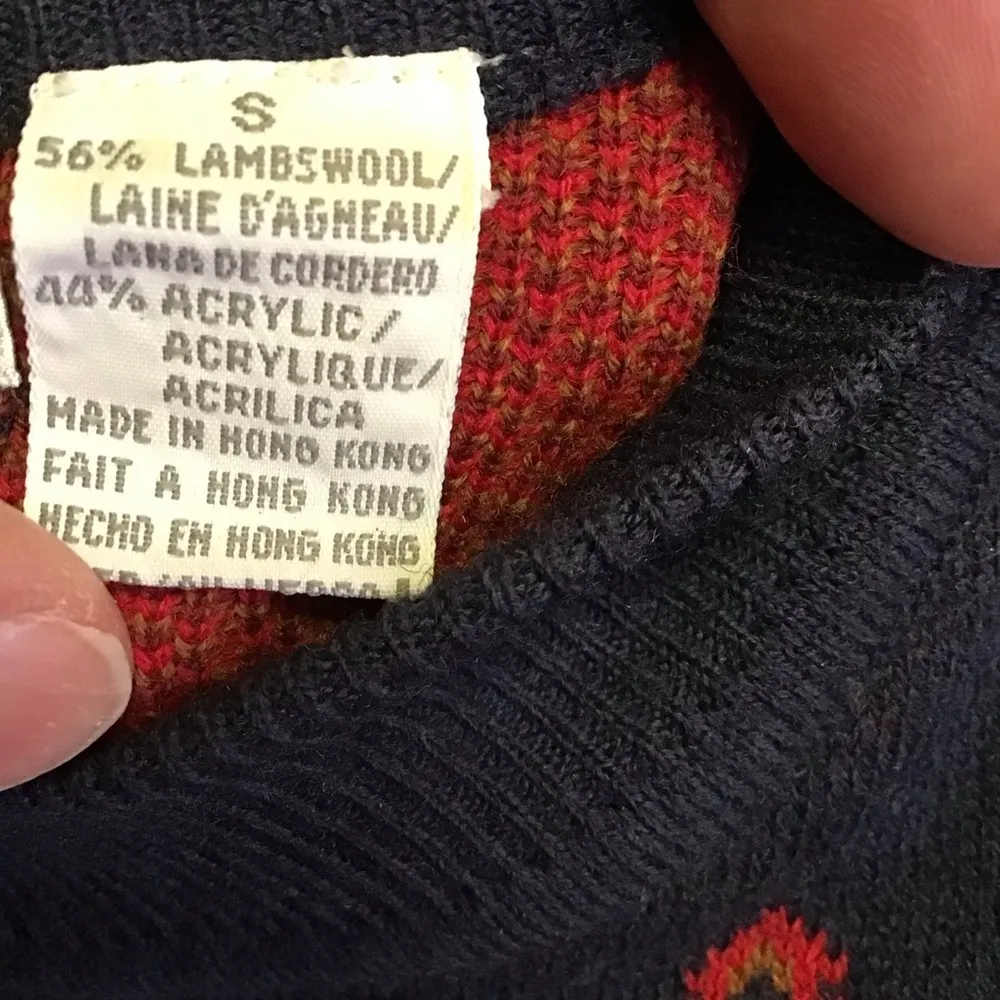 S
56% LAMBSWOOL/
LAINE D'AGNEAU/
LANA DE CORDERO
44% ACRYLIC/
ACRYLIQUE/
ACRILICA
MADE IN HONG KONG
FAIT A HONG KONG
HECHO EN HONG KONG